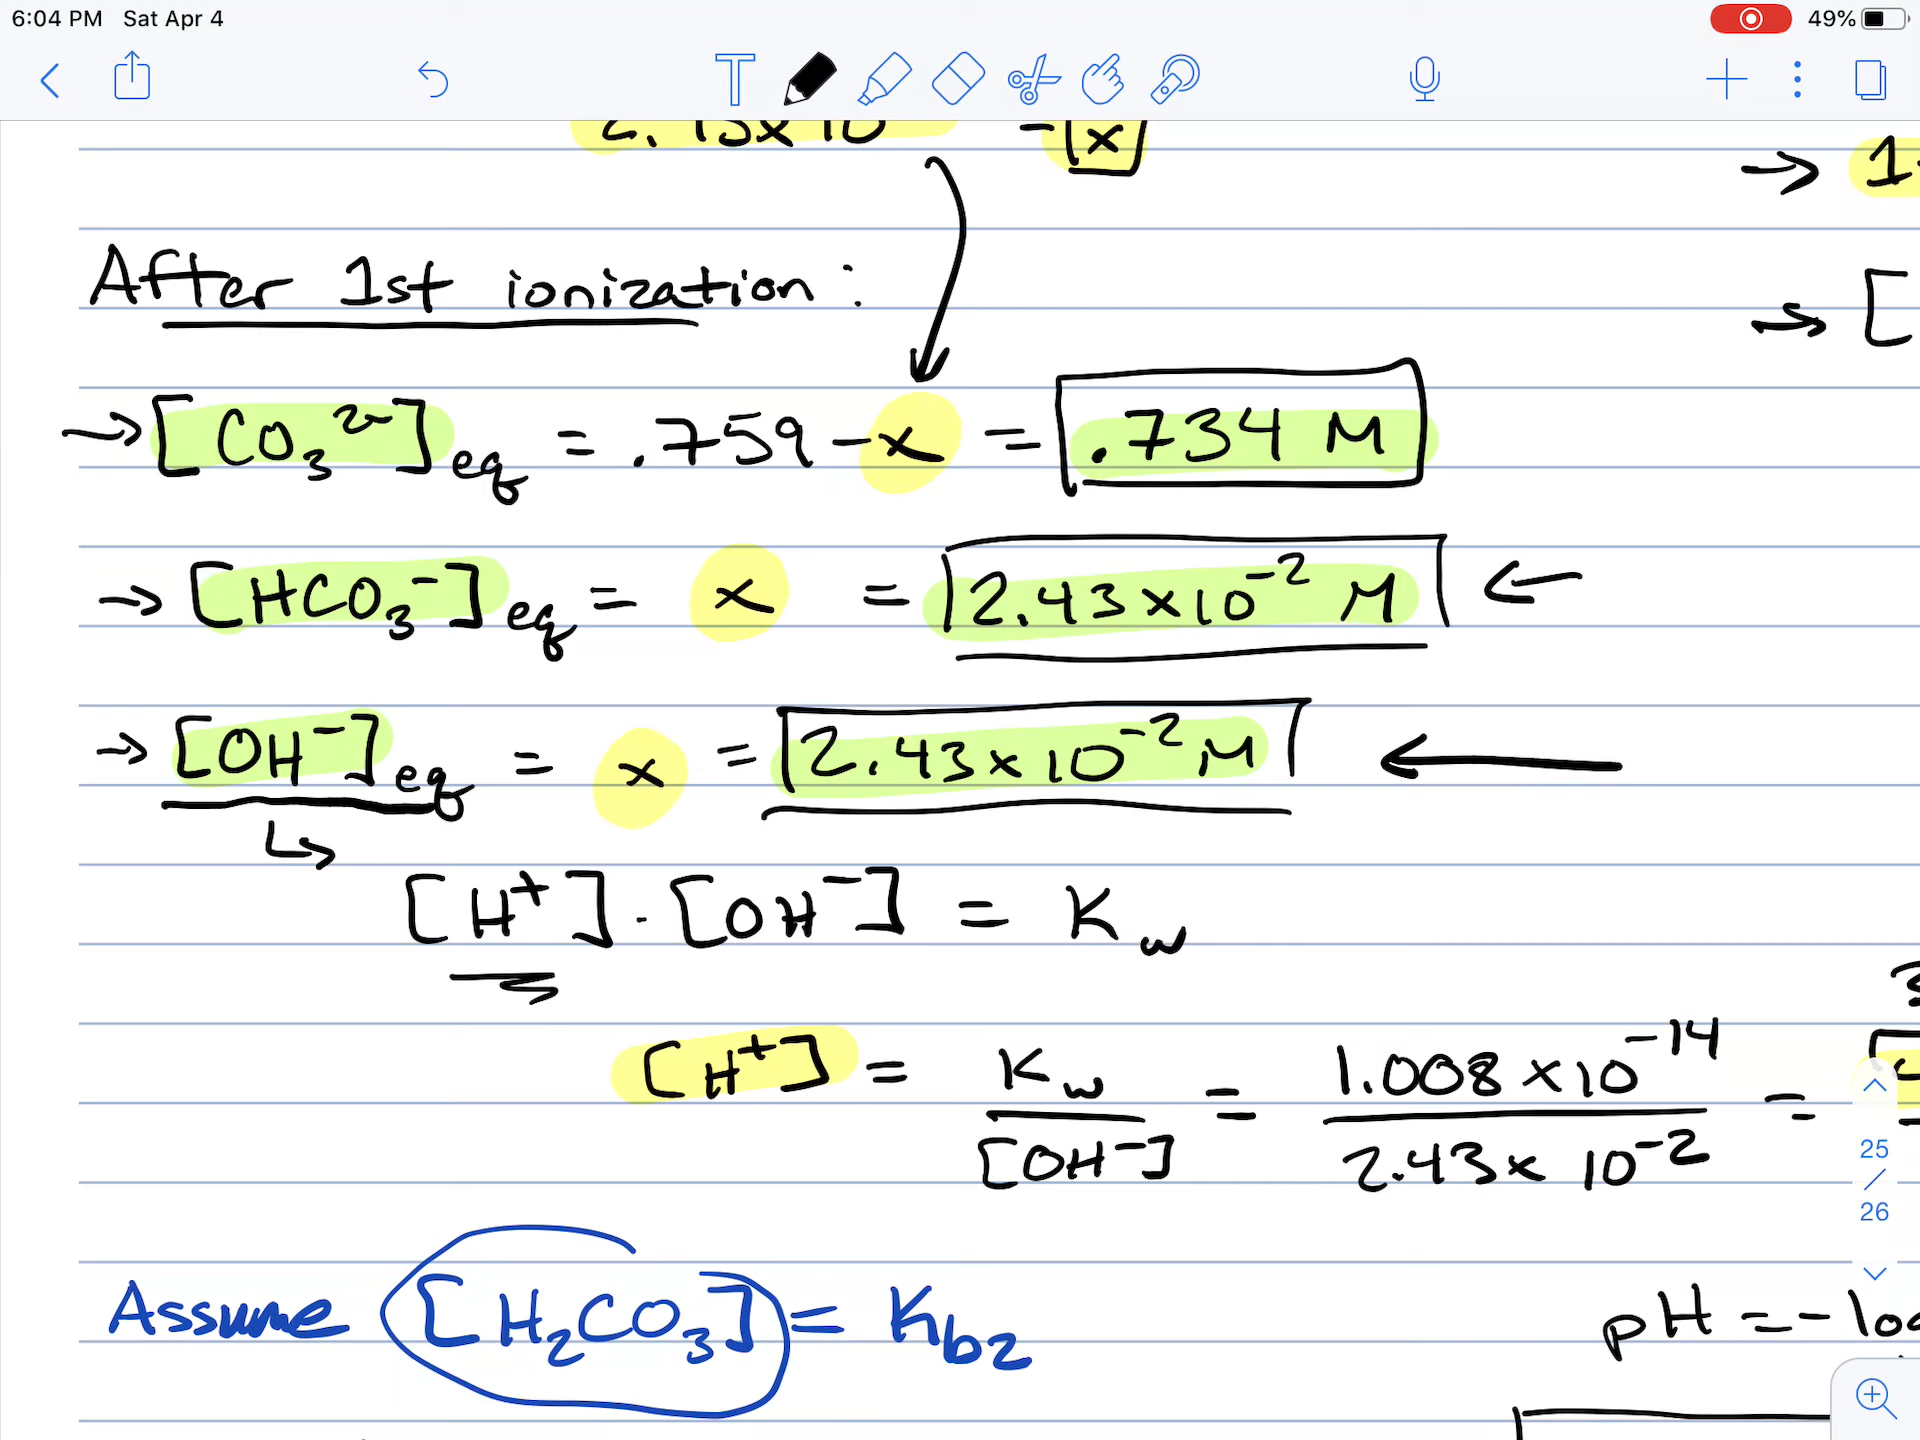 6:04 PM Sat Apr 4 49%
x
→ 1
After 1st ionization:
→ [
→ [CO₃²⁻]eq = .759 - x = .734 M
→ [HCO₃⁻]eq = x = 2.43 x 10⁻² M ←
→ [OH⁻]eq = x = 2.43 x 10⁻² M ←
↳
[H⁺] · [OH⁻] = Kw
[H⁺] = Kw / [OH⁻] = 1.008 x 10⁻¹⁴ / 2.43 x 10⁻² =
25
/
26
Assume [H₂CO₃] = Kb2
pH = -